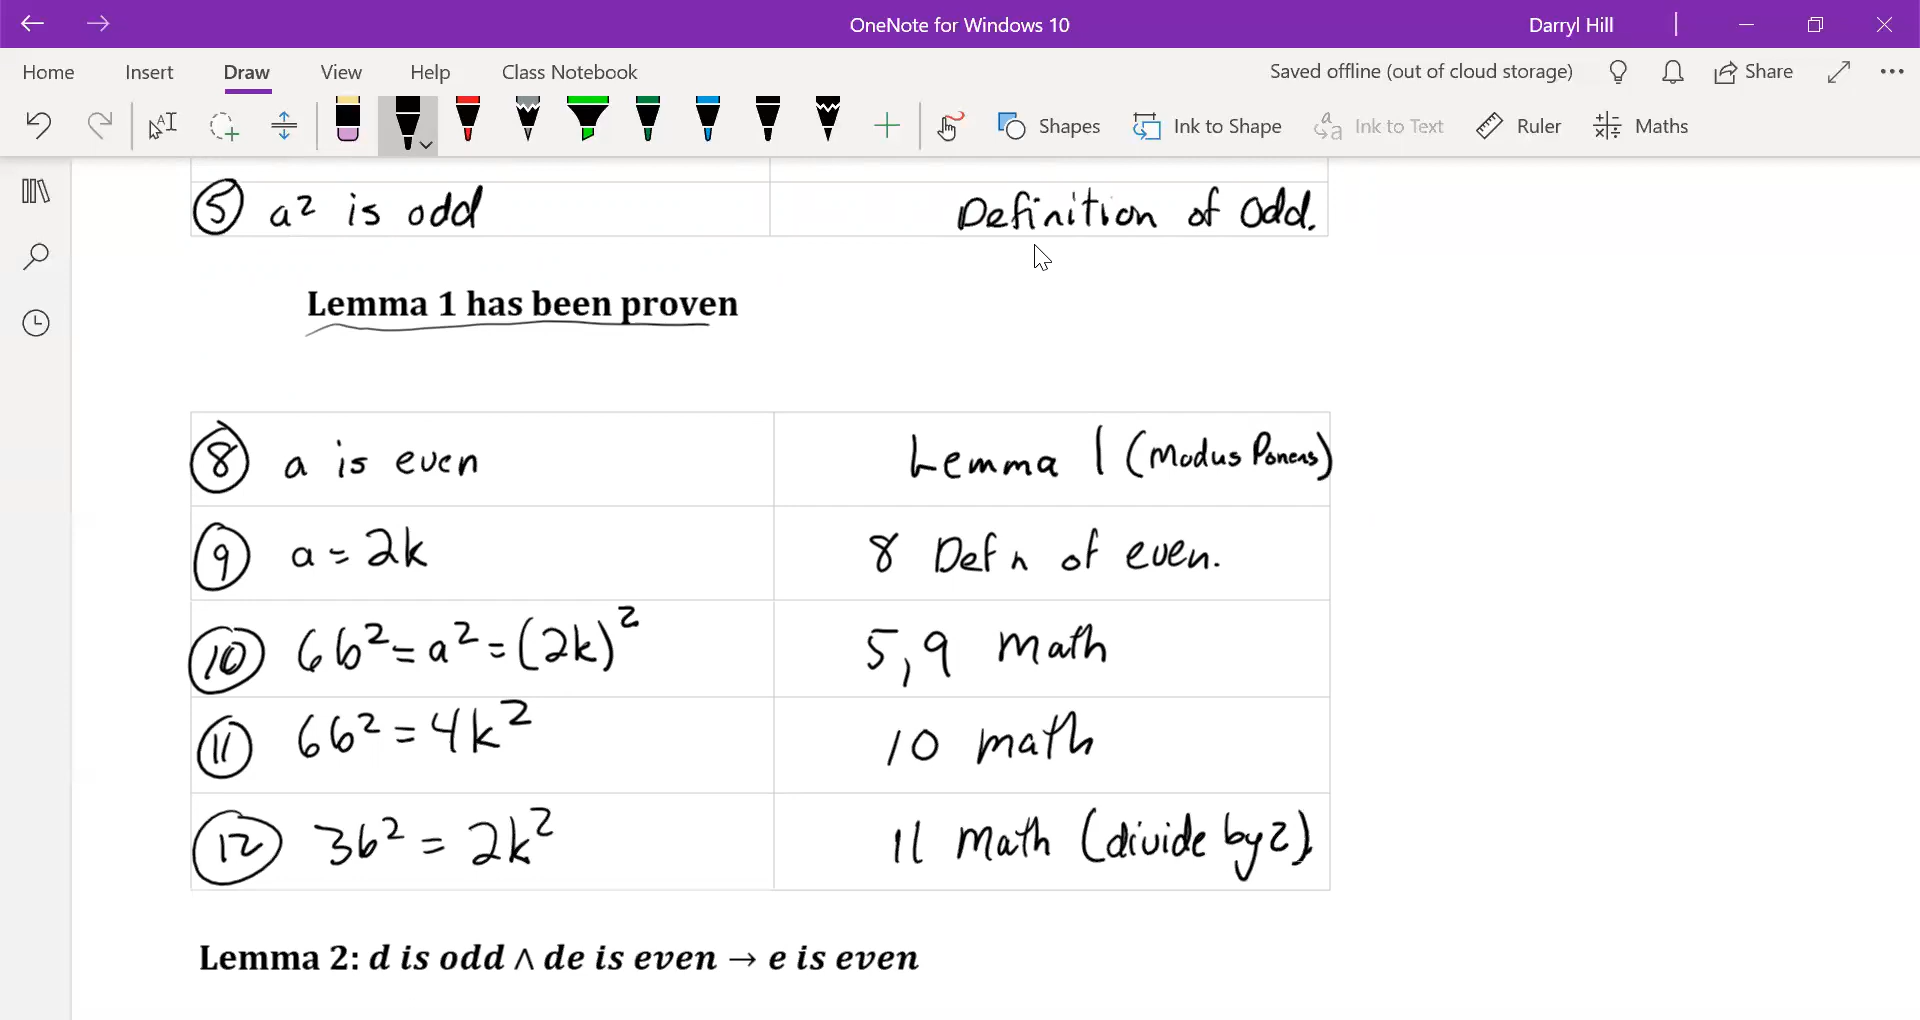 OneNote for Windows 10
Darryl Hill
Home Insert Draw View Help Class Notebook
Saved offline (out of cloud storage) Share
Shapes Ink to Shape Ink to Text Ruler Maths
⑤ a² is odd Definition of Odd.
Lemma 1 has been proven
⑧ a is even Lemma 1 (Modus Ponens)
⑨ a = 2k 8 Defn of even.
⑩ 6b² = a² = (2k)² 5, 9 math
⑪ 6b² = 4k² 10 math
⑫ 3b² = 2k² 11 Math (divide by 2).
Lemma 2: d is odd ∧ de is even → e is even